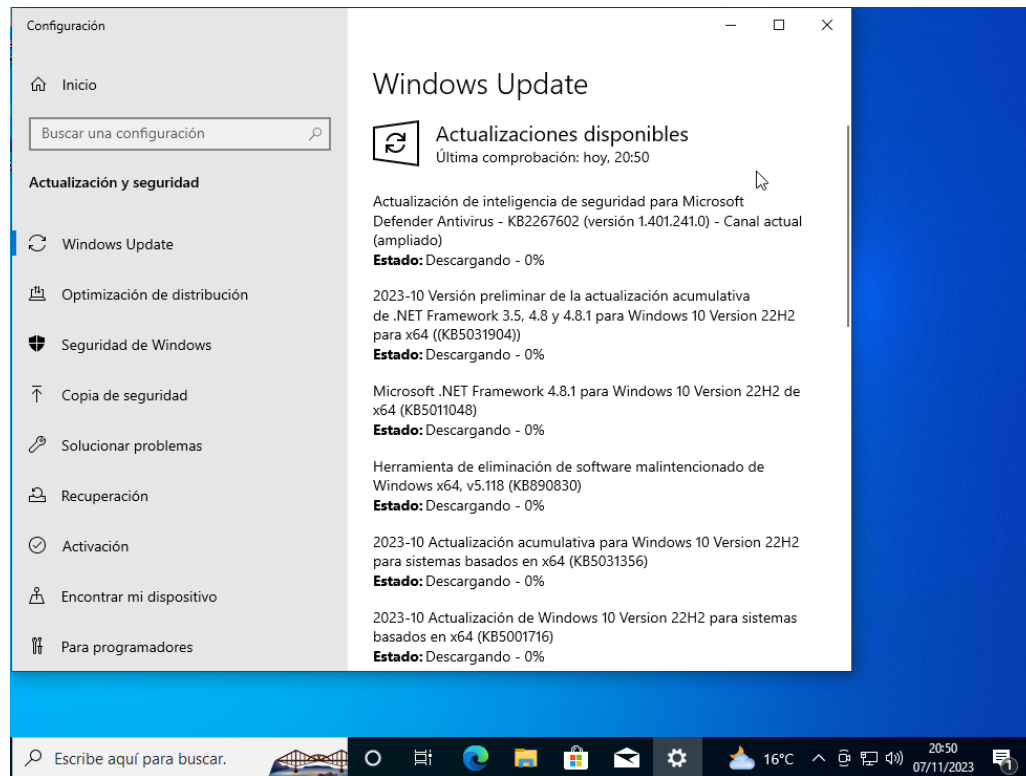 Configuración
Inicio
Buscar una configuración
Actualización y seguridad
Windows Update
Optimización de distribución
Seguridad de Windows
Copia de seguridad
Solucionar problemas
Recuperación
Activación
Encontrar mi dispositivo
Para programadores
Windows Update
Actualizaciones disponibles
Última comprobación: hoy, 20:50
Actualización de inteligencia de seguridad para Microsoft
Defender Antivirus - KB2267602 (versión 1.401.241.0) - Canal actual
(ampliado)
Estado: Descargando - 0%
2023-10 Versión preliminar de la actualización acumulativa
de .NET Framework 3.5, 4.8 y 4.8.1 para Windows 10 Version 22H2
para x64 ((KB5031904))
Estado: Descargando - 0%
Microsoft .NET Framework 4.8.1 para Windows 10 Version 22H2 de
x64 (KB5011048)
Estado: Descargando - 0%
Herramienta de eliminación de software malintencionado de
Windows x64, v5.118 (KB890830)
Estado: Descargando - 0%
2023-10 Actualización acumulativa para Windows 10 Version 22H2
para sistemas basados en x64 (KB5031356)
Estado: Descargando - 0%
2023-10 Actualización de Windows 10 Version 22H2 para sistemas
basados en x64 (KB5001716)
Estado: Descargando - 0%
Escribe aquí para buscar.
16°C
20:50
07/11/2023
1